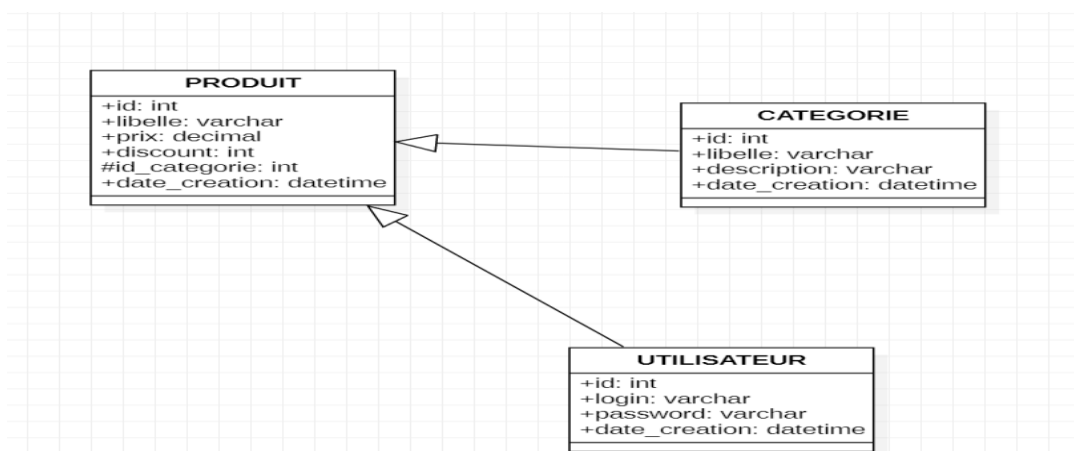 PRODUIT
+id: int
+libelle: varchar
+prix: decimal
+discount: int
#id_categorie: int
+date_creation: datetime
CATEGORIE
+id: int
+libelle: varchar
+description: varchar
+date_creation: datetime
UTILISATEUR
+id: int
+login: varchar
+password: varchar
+date_creation: datetime